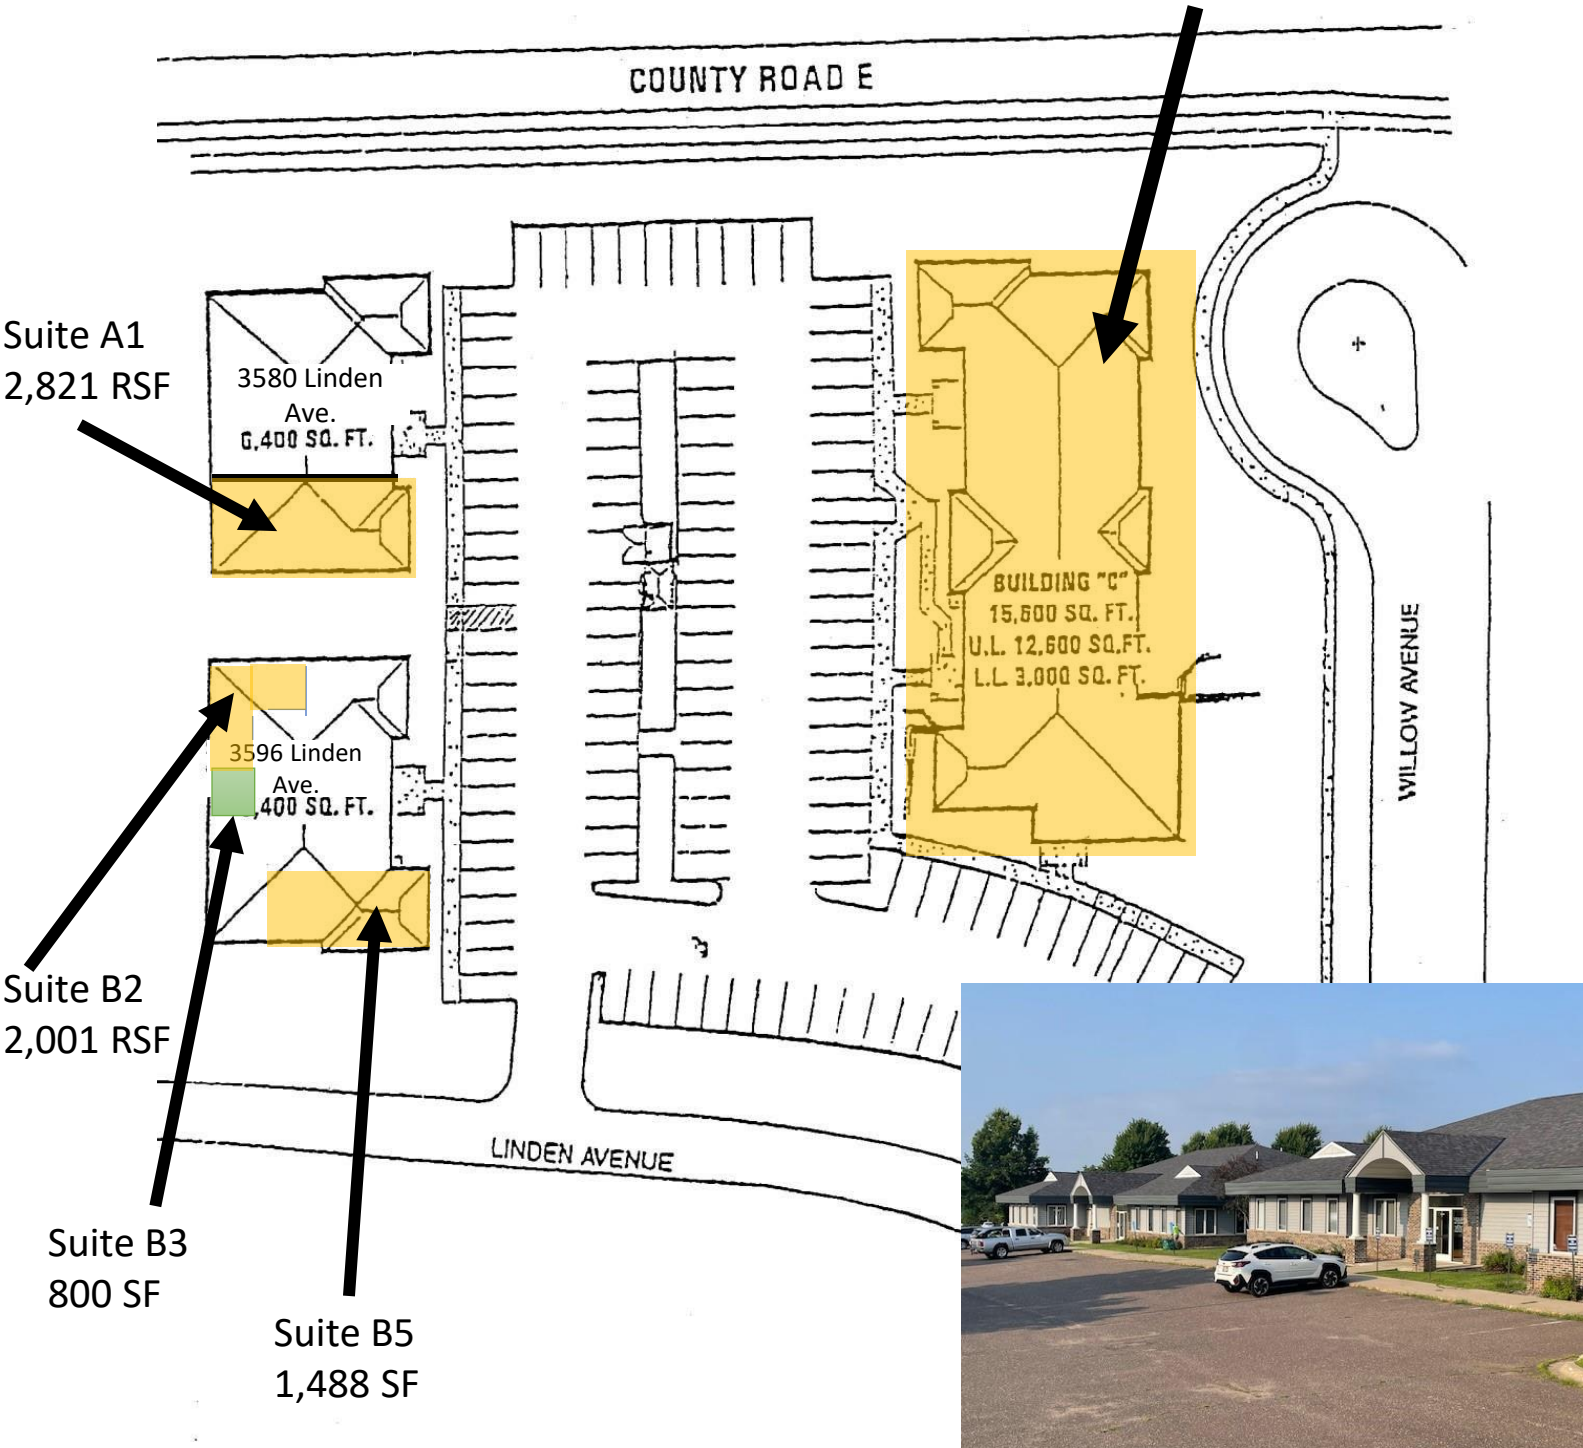 COUNTY ROAD E
Suite A1
2,821 RSF
3580 Linden
Ave.
6,400 SQ. FT.
BUILDING "C"
15,600 SQ. FT.
U.L. 12,600 SQ.FT.
L.L. 3,000 SQ. FT.
WILLOW AVENUE
3596 Linden
Ave.
,400 SQ. FT.
Suite B2
2,001 RSF
LINDEN AVENUE
Suite B3
800 SF
Suite B5
1,488 SF